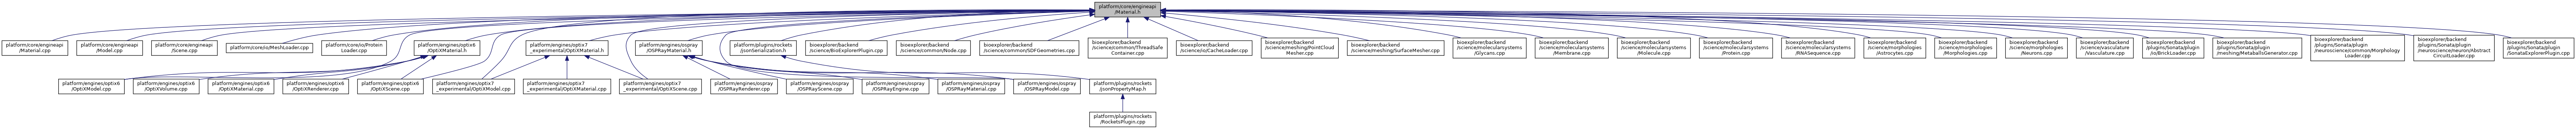 platform/core/engineapi
/Material.h
platform/core/engineapi
/Material.cpp
platform/core/engineapi
/Model.cpp
platform/core/engineapi
/Scene.cpp
platform/core/io/MeshLoader.cpp
platform/core/io/Protein
Loader.cpp
platform/engines/optix6
/OptiXMaterial.h
platform/engines/optix7
_experimental/OptiXMaterial.h
platform/engines/ospray
/OSPRayMaterial.h
platform/plugins/rockets
/jsonSerialization.h
bioexplorer/backend
/science/BioExplorerPlugin.cpp
bioexplorer/backend
/science/common/Node.cpp
bioexplorer/backend
/science/common/SDFGeometries.cpp
bioexplorer/backend
/science/common/ThreadSafe
Container.cpp
bioexplorer/backend
/science/io/CacheLoader.cpp
bioexplorer/backend
/science/meshing/PointCloud
Mesher.cpp
bioexplorer/backend
/science/meshing/SurfaceMesher.cpp
bioexplorer/backend
/science/molecularsystems
/Glycans.cpp
bioexplorer/backend
/science/molecularsystems
/Membrane.cpp
bioexplorer/backend
/science/molecularsystems
/Molecule.cpp
bioexplorer/backend
/science/molecularsystems
/Protein.cpp
bioexplorer/backend
/science/molecularsystems
/RNASequence.cpp
bioexplorer/backend
/science/morphologies
/Astrocytes.cpp
bioexplorer/backend
/science/morphologies
/Morphologies.cpp
bioexplorer/backend
/science/morphologies
/Neurons.cpp
bioexplorer/backend
/science/vasculature
/Vasculature.cpp
bioexplorer/backend
/plugins/Sonata/plugin
/io/BrickLoader.cpp
bioexplorer/backend
/plugins/Sonata/plugin
/meshing/MetaballsGenerator.cpp
bioexplorer/backend
/plugins/Sonata/plugin
/neuroscience/common/Morphology
Loader.cpp
bioexplorer/backend
/plugins/Sonata/plugin
/neuroscience/neuron/Abstract
CircuitLoader.cpp
bioexplorer/backend
/plugins/Sonata/plugin
/SonataExplorerPlugin.cpp
platform/engines/optix6
/OptiXModel.cpp
platform/engines/optix6
/OptiXVolume.cpp
platform/engines/optix6
/OptiXMaterial.cpp
platform/engines/optix6
/OptiXRenderer.cpp
platform/engines/optix6
/OptiXScene.cpp
platform/engines/optix7
_experimental/OptiXModel.cpp
platform/engines/optix7
_experimental/OptiXMaterial.cpp
platform/engines/optix7
_experimental/OptiXScene.cpp
platform/engines/ospray
/OSPRayRenderer.cpp
platform/engines/ospray
/OSPRayScene.cpp
platform/engines/ospray
/OSPRayEngine.cpp
platform/engines/ospray
/OSPRayMaterial.cpp
platform/engines/ospray
/OSPRayModel.cpp
platform/plugins/rockets
/jsonPropertyMap.h
platform/plugins/rockets
/RocketsPlugin.cpp